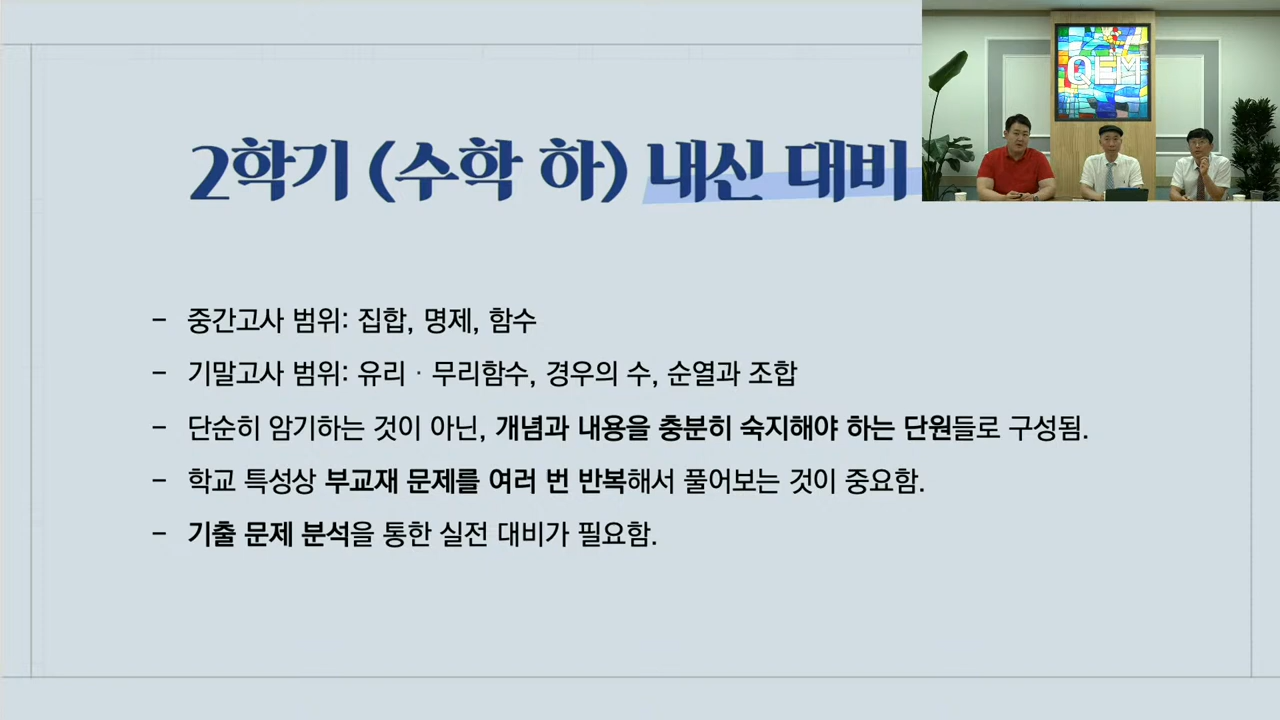 QEM
2학기 (수학 하) 내신 대비
- 중간고사 범위: 집합, 명제, 함수
- 기말고사 범위: 유리 · 무리함수, 경우의 수, 순열과 조합
- 단순히 암기하는 것이 아닌, 개념과 내용을 충분히 숙지해야 하는 단원들로 구성됨.
- 학교 특성상 부교재 문제를 여러 번 반복해서 풀어보는 것이 중요함.
- 기출 문제 분석을 통한 실전 대비가 필요함.